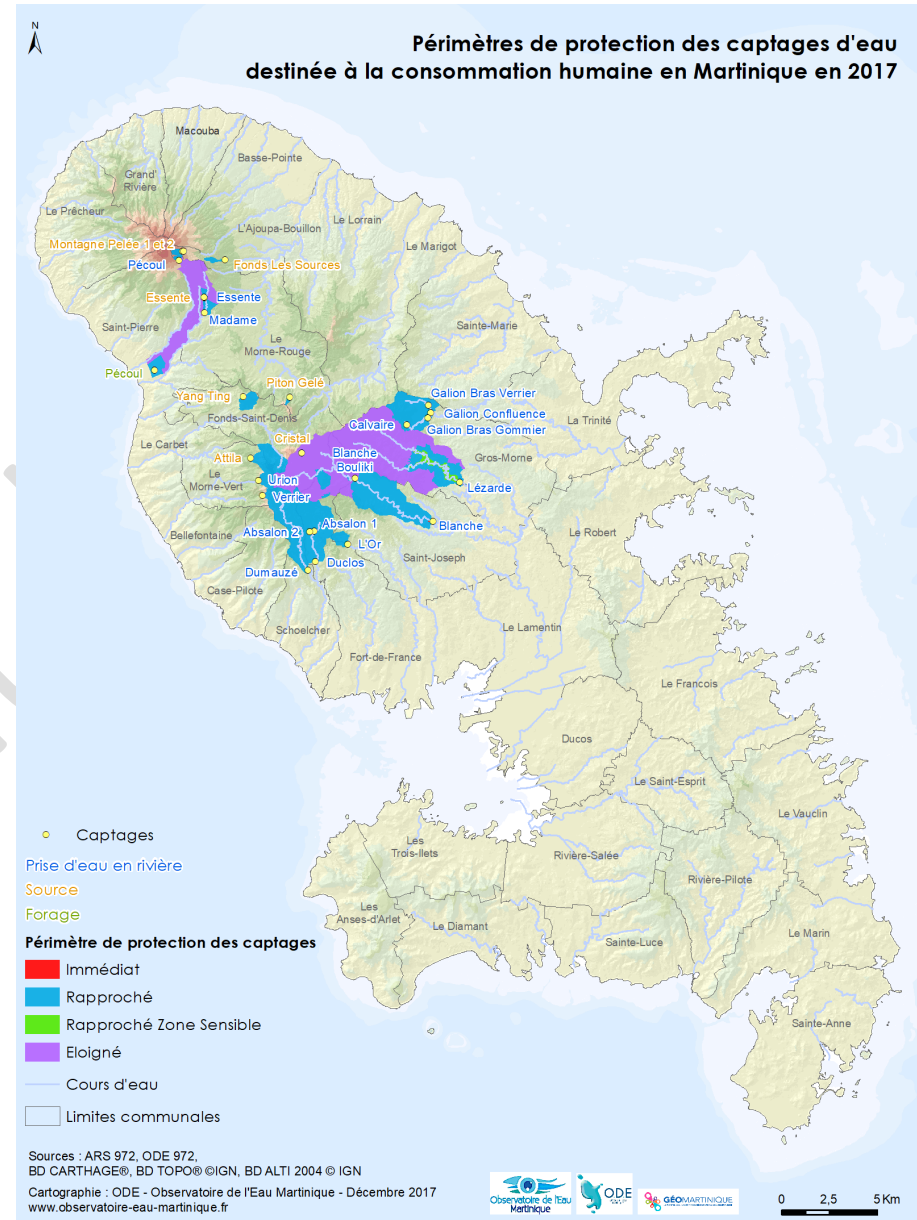 N
Périmètres de protection des captages d'eau
destinée à la consommation humaine en Martinique en 2017
Macouba
Basse-Pointe
Grand'
Rivière
Le Prêcheur
L'Ajoupa-Bouillon
Le Lorrain
Le Marigot
Montagne Pelée 1 et 2
Pécoul
Fonds Les Sources
Essente
Essente
Madame
Saint-Pierre
Sainte-Marie
Le
Morne-Rouge
Pécoul
Yang Ting
Piton Gelé
Fonds-Saint-Denis
Galion Bras Verrier
Galion Confluence
Galion Bras Gommier
Calvaire
La Trinité
Le Carbet
Cristal
Attila
Blanche
Bouliki
Gros-Morne
Le
Morne-Vert
Urion
Verrier
Lézarde
Bellefontaine
Absalon 2
Absalon 1
Blanche
L'Or
Le Robert
Saint-Joseph
Duclos
Dumauzé
Case-Pilote
Schoelcher
Le Lamentin
Fort-de-France
Le Francois
Ducos
Le Saint-Esprit
Le Vauclin
Les
Trois-Ilets
Rivière-Salée
Rivière-Pilote
Les
Anses-d'Arlet
Le Diamant
Sainte-Luce
Le Marin
Sainte-Anne
Captages
Prise d'eau en rivière
Source
Forage
Périmètre de protection des captages
Immédiat
Rapproché
Rapproché Zone Sensible
Eloigné
Cours d'eau
Limites communales
Sources : ARS 972, ODE 972,
BD CARTHAGE®, BD TOPO® ©IGN, BD ALTI 2004 © IGN
Cartographie : ODE - Observatoire de l'Eau Martinique - Décembre 2017
www.observatoire-eau-martinique.fr
Observatoire de l'Eau
Martinique
ODE
GÉOMARTINIQUE
0 2,5 5 Km